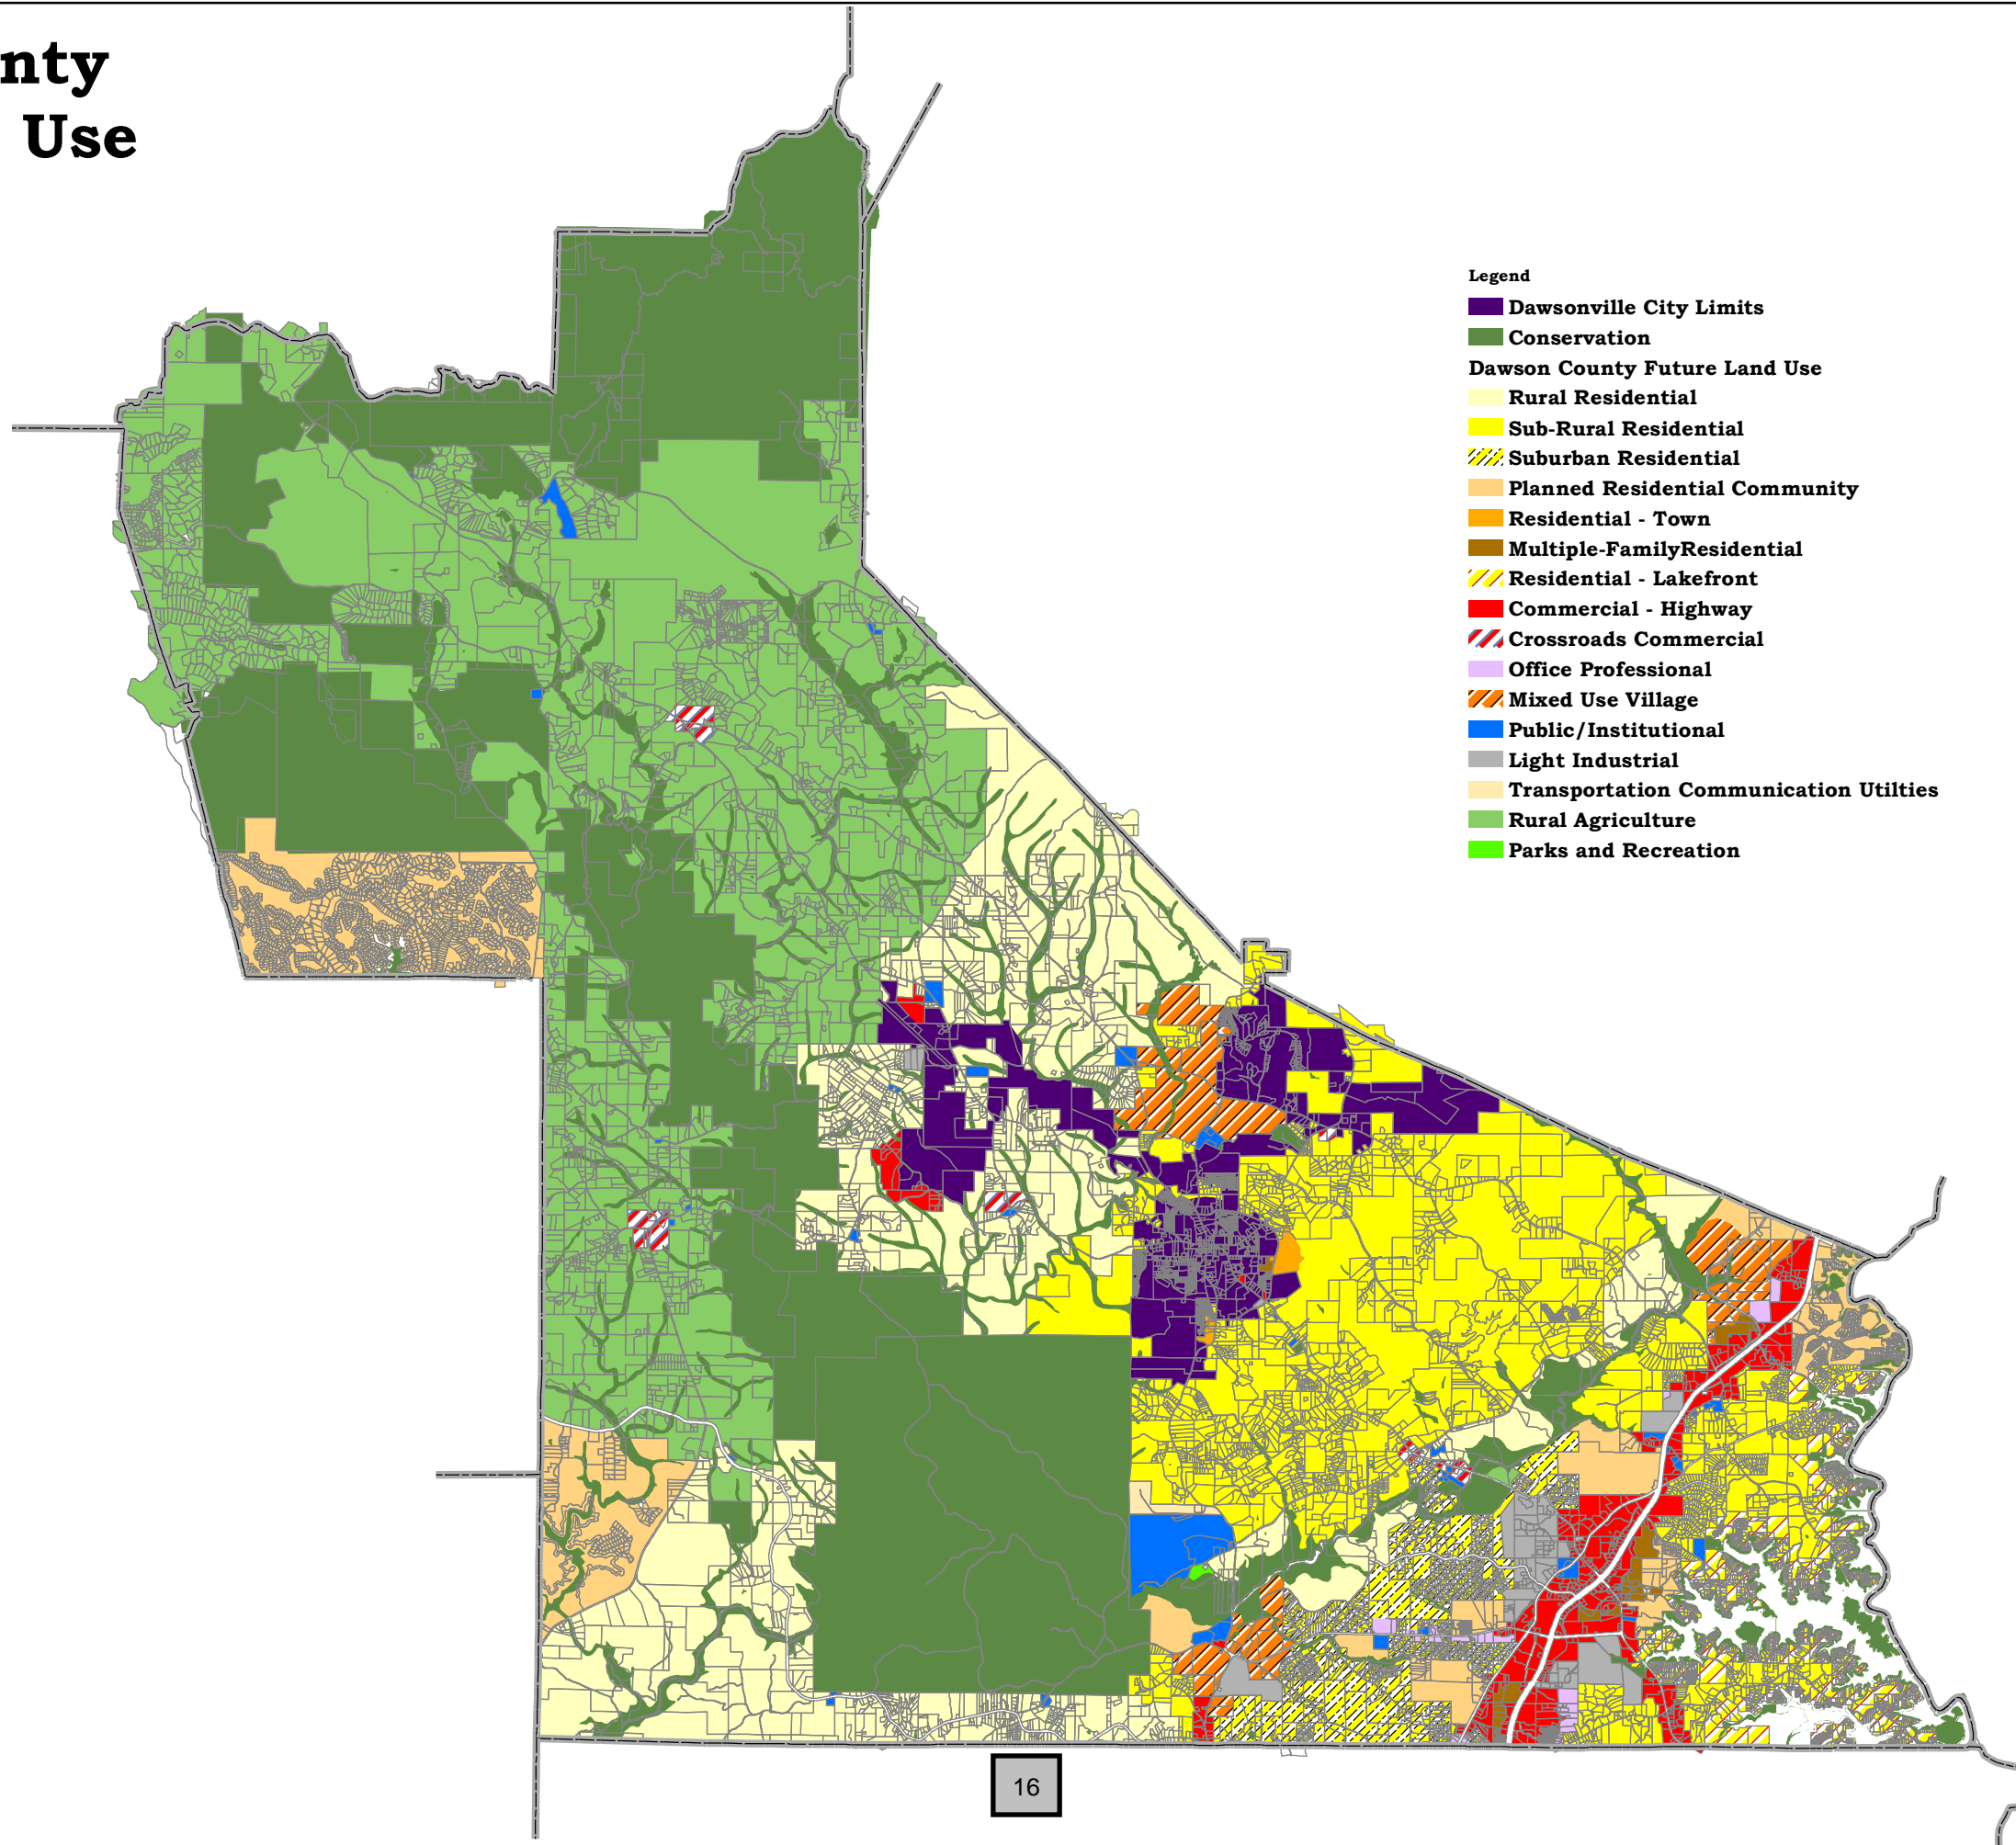 nty
Use
Legend
Dawsonville City Limits
Conservation
Dawson County Future Land Use
Rural Residential
Sub-Rural Residential
Suburban Residential
Planned Residential Community
Residential - Town
Multiple-FamilyResidential
Residential - Lakefront
Commercial - Highway
Crossroads Commercial
Office Professional
Mixed Use Village
Public/Institutional
Light Industrial
Transportation Communication Utilties
Rural Agriculture
Parks and Recreation
16